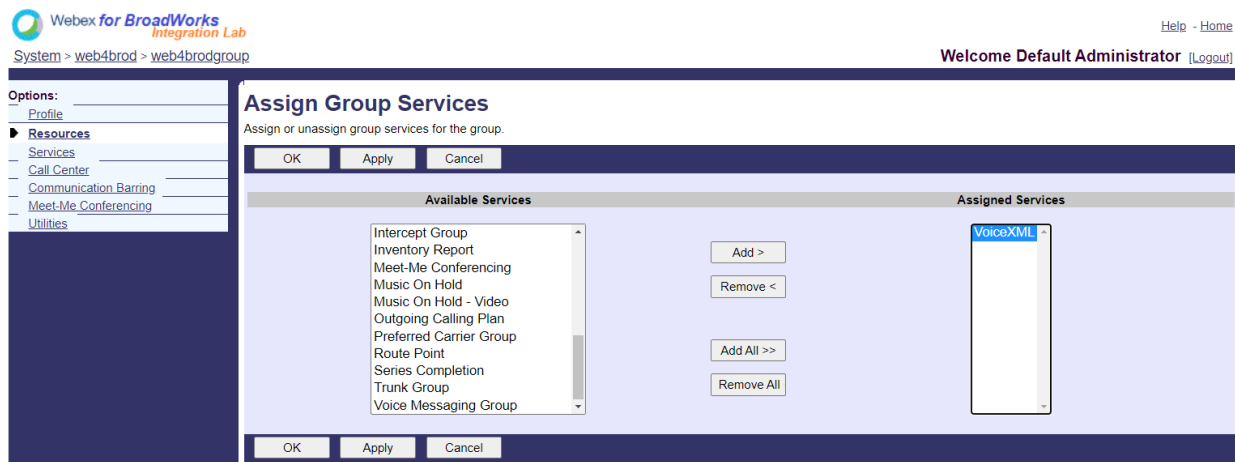 Webex for BroadWorks
Integration Lab
Help - Home
System > web4brod > web4brodgroup
Welcome Default Administrator [Logout]
Options:
Profile
Resources
Services
Call Center
Communication Barring
Meet-Me Conferencing
Utilities
Assign Group Services
Assign or unassign group services for the group.
OK Apply Cancel
Available Services Assigned Services
Intercept Group
Inventory Report
Meet-Me Conferencing
Music On Hold
Music On Hold - Video
Outgoing Calling Plan
Preferred Carrier Group
Route Point
Series Completion
Trunk Group
Voice Messaging Group
Add >
Remove <
Add All >>
Remove All
VoiceXML
OK Apply Cancel